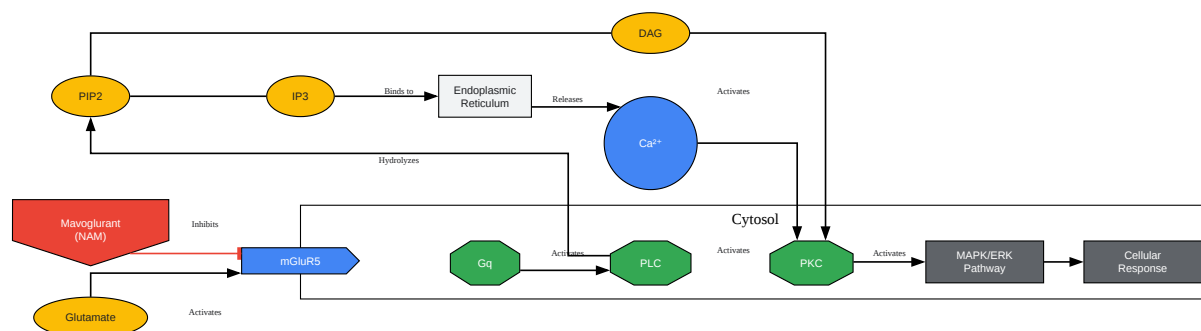 DAG
PIP2
IP3
Binds to
Endoplasmic
Reticulum
Releases
Activates
Ca²⁺
Hydrolyzes
Mavoglurant
(NAM)
Inhibits
Cytosol
mGluR5
Gq
Activates
PLC
Activates
PKC
Activates
MAPK/ERK
Pathway
Cellular
Response
Glutamate
Activates